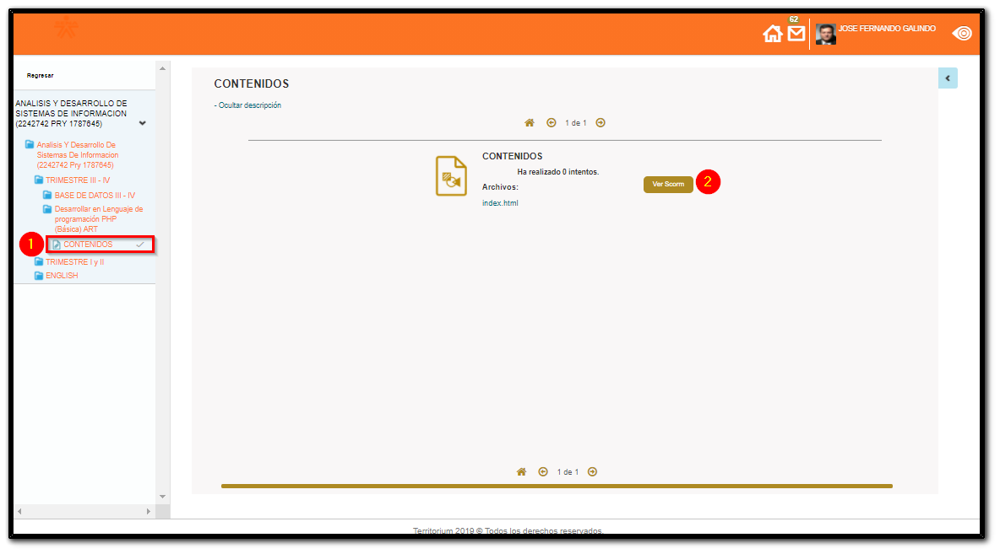 62
JOSE FERNANDO GALINDO
Regresar
ANALISIS Y DESARROLLO DE
SISTEMAS DE INFORMACION
(2242742 PRY 1787645)
Analisis Y Desarrollo De
Sistemas De Informacion
(2242742 Pry 1787645)
TRIMESTRE III - IV
BASE DE DATOS III - IV
Desarrollar en Lenguaje de
programación PHP
(Básica) ART
1
CONTENIDOS
TRIMESTRE I y II
ENGLISH
CONTENIDOS
- Ocultar descripción
1 de 1
CONTENIDOS
Ha realizado 0 intentos.
Archivos:
index.html
Ver Scorm
2
1 de 1
Territorium 2019 © Todos los derechos reservados.